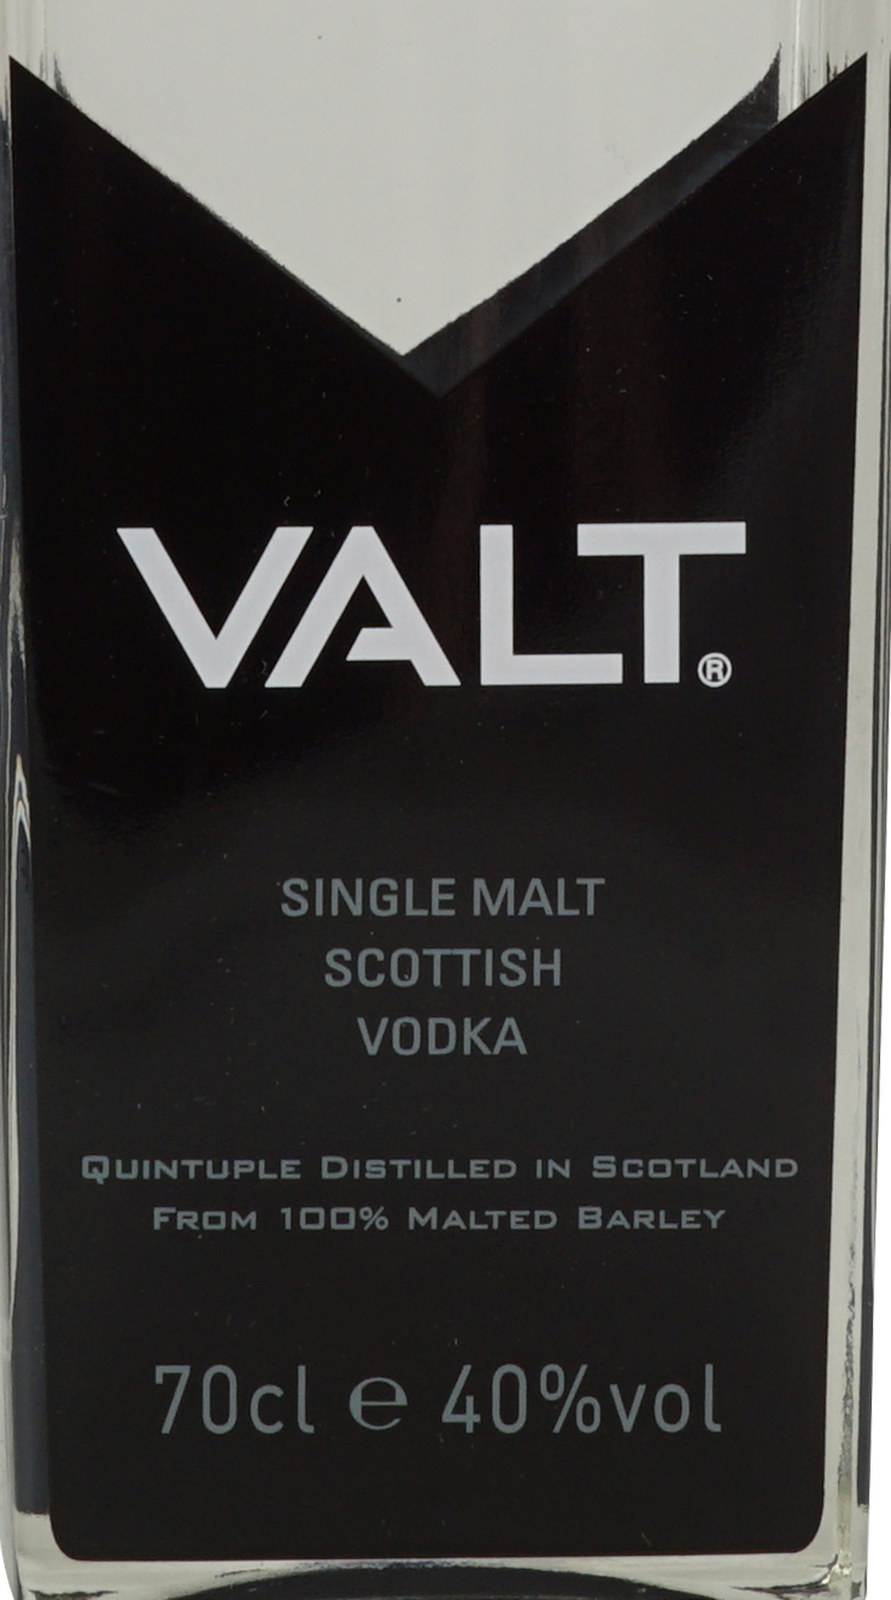 VALT®
SINGLE MALT
SCOTTISH
VODKA
QUINTUPLE DISTILLED IN SCOTLAND
FROM 100% MALTED BARLEY
70cl ℮ 40%vol